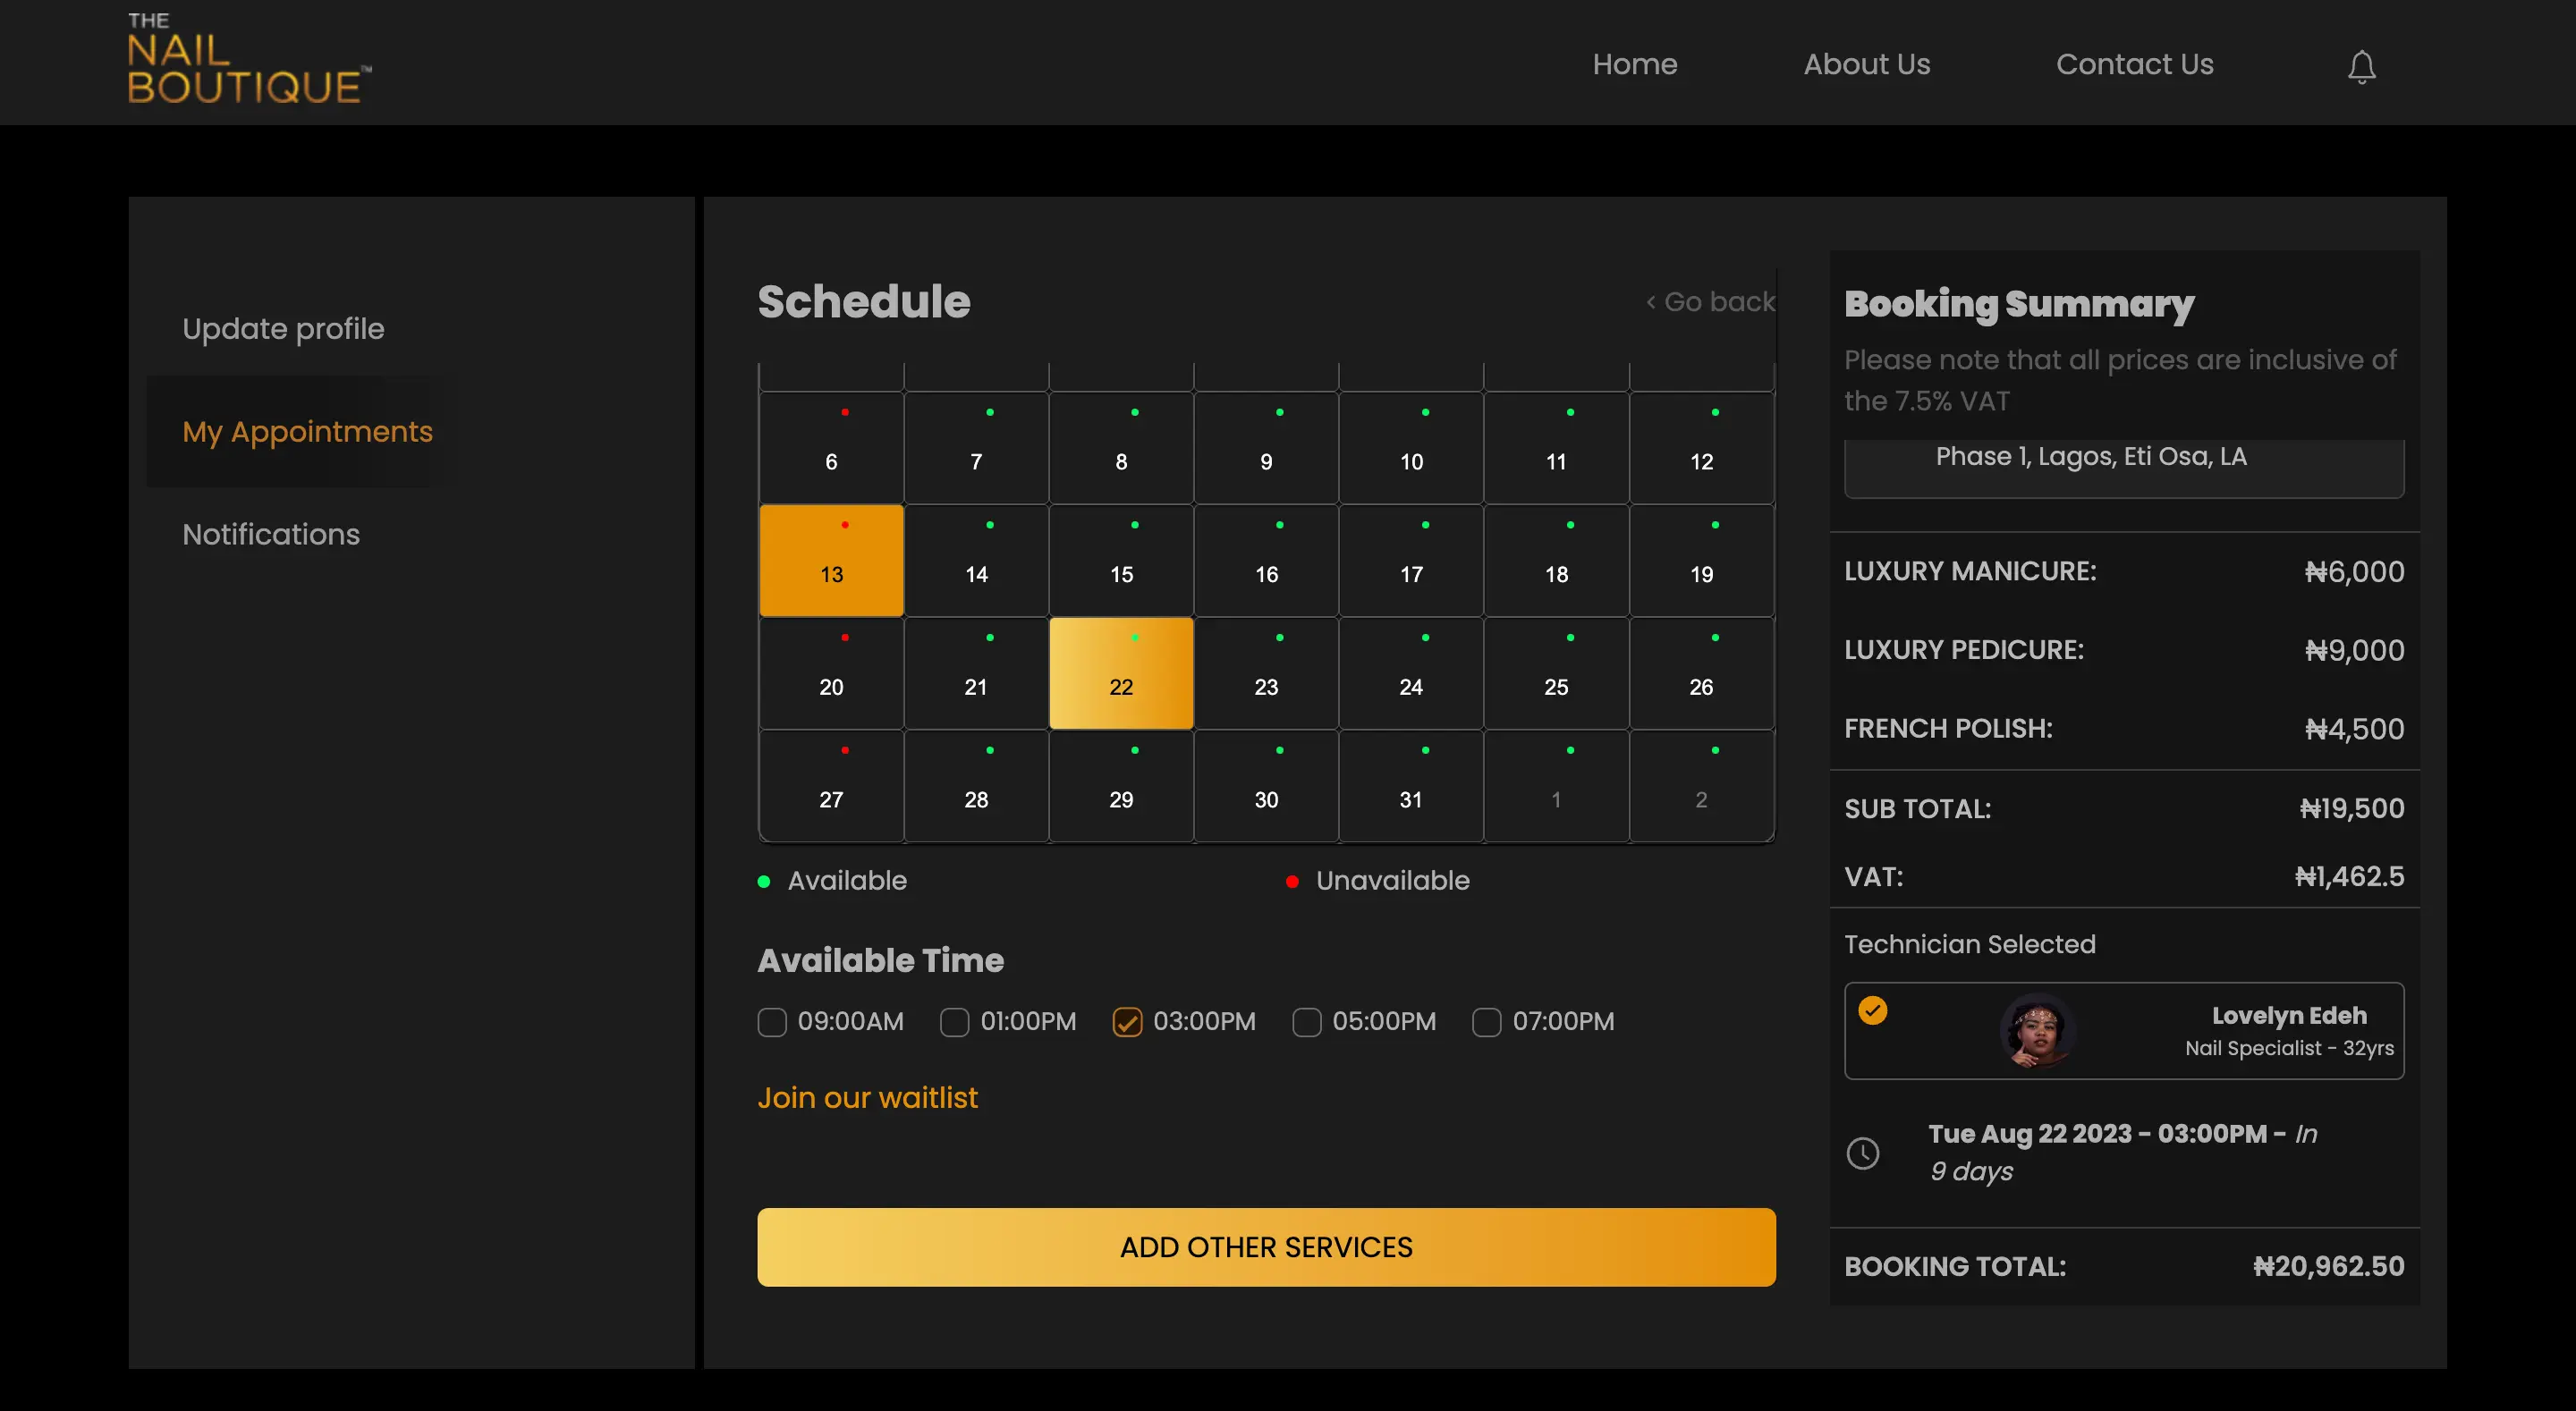 THE
NAIL
BOUTIQUE™
Home
About Us
Contact Us
Update profile
My Appointments
Notifications
Schedule
‹ Go back
6 7 8 9 10 11 12
13 14 15 16 17 18 19
20 21 22 23 24 25 26
27 28 29 30 31 1 2
Available
Unavailable
Available Time
09:00AM 01:00PM 03:00PM 05:00PM 07:00PM
Join our waitlist
ADD OTHER SERVICES
Booking Summary
Please note that all prices are inclusive of
the 7.5% VAT
Phase 1, Lagos, Eti Osa, LA
LUXURY MANICURE: ₦6,000
LUXURY PEDICURE: ₦9,000
FRENCH POLISH: ₦4,500
SUB TOTAL: ₦19,500
VAT: ₦1,462.5
Technician Selected
Lovelyn Edeh
Nail Specialist - 32yrs
Tue Aug 22 2023 - 03:00PM - In
9 days
BOOKING TOTAL: ₦20,962.50